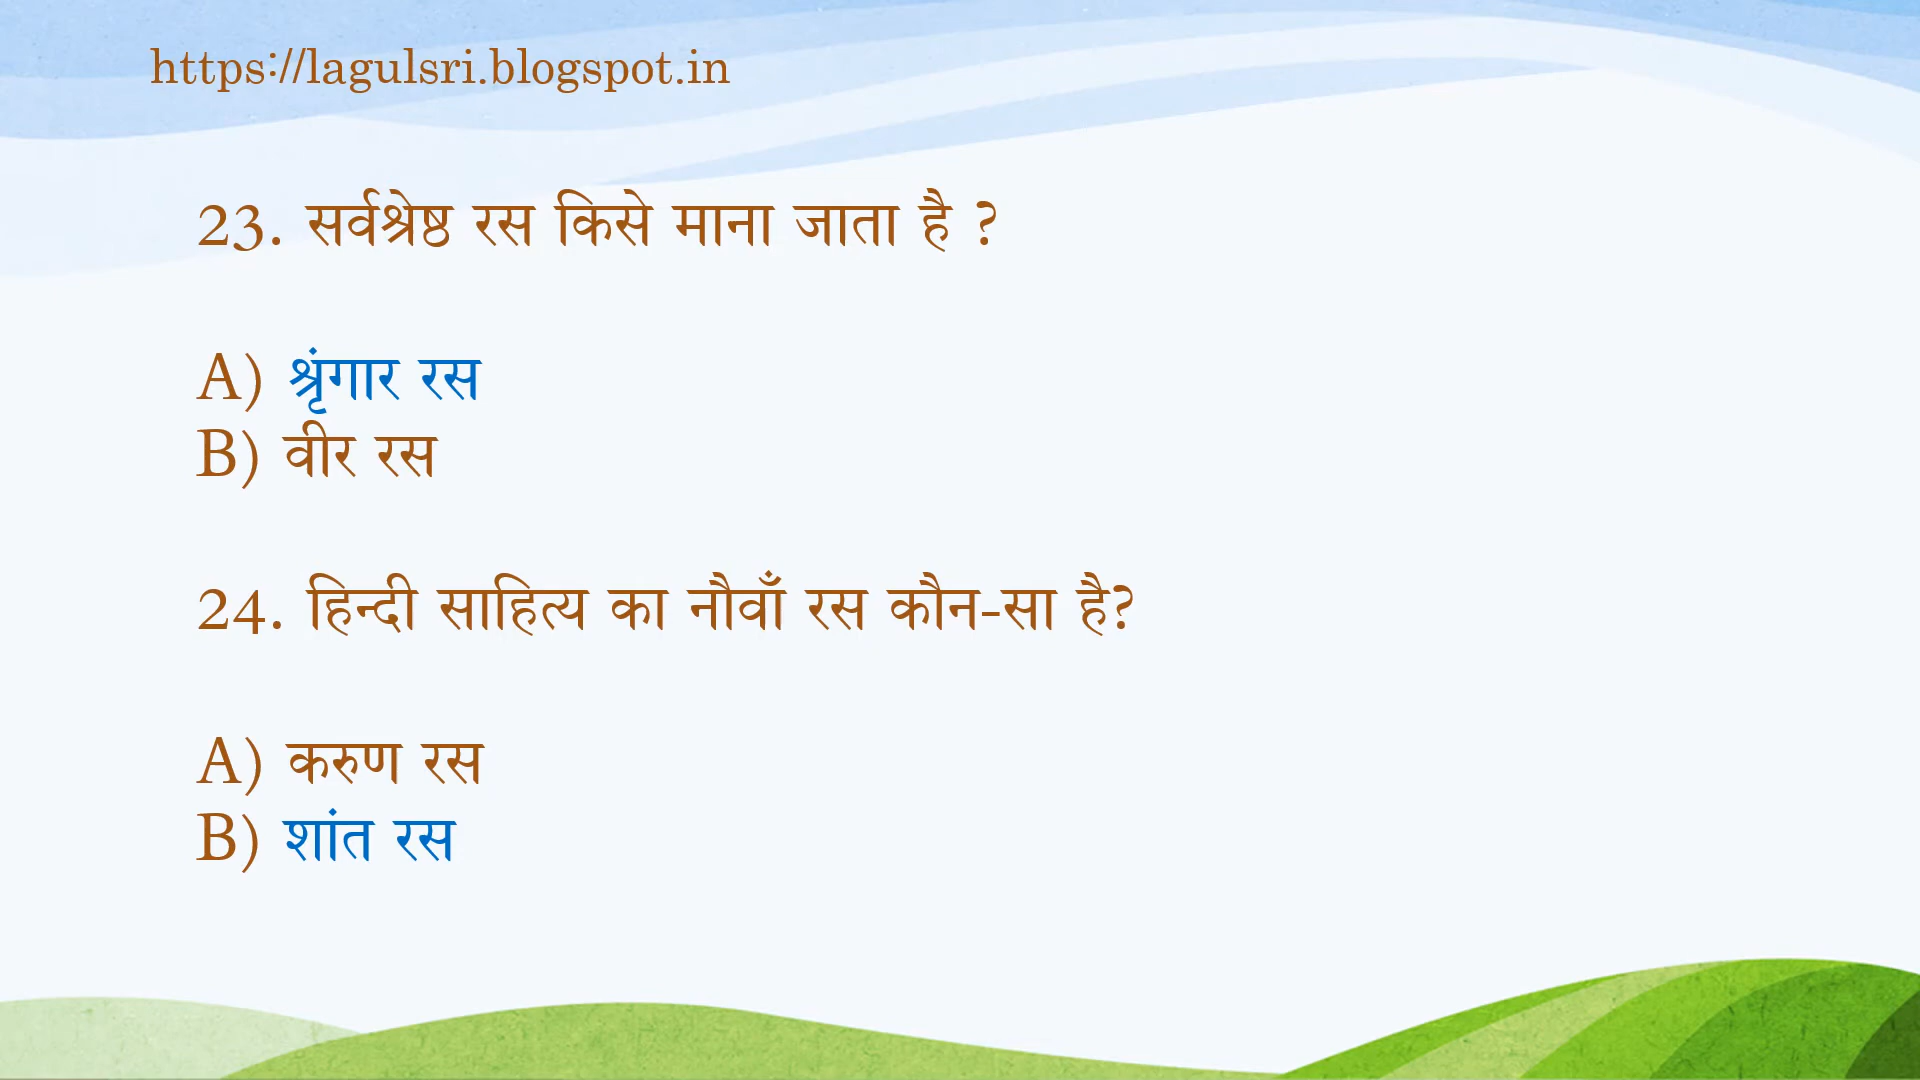 https://lagulsri.blogspot.in
23. सर्वश्रेष्ठ रस किसे माना जाता है ?
A) श्रृंगार रस
B) वीर रस
24. हिन्दी साहित्य का नौवाँ रस कौन-सा है?
A) करुण रस
B) शांत रस